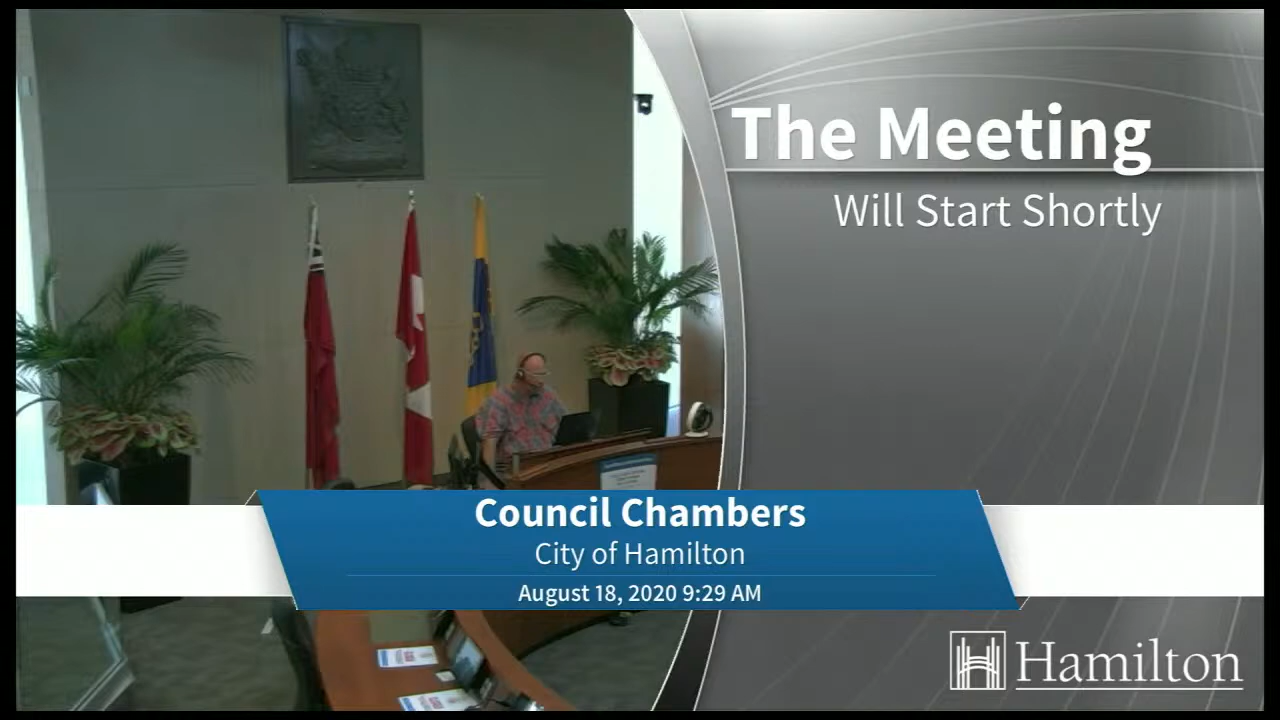 The Meeting
Will Start Shortly
Council Chambers
City of Hamilton
August 18, 2020 9:29 AM
Hamilton